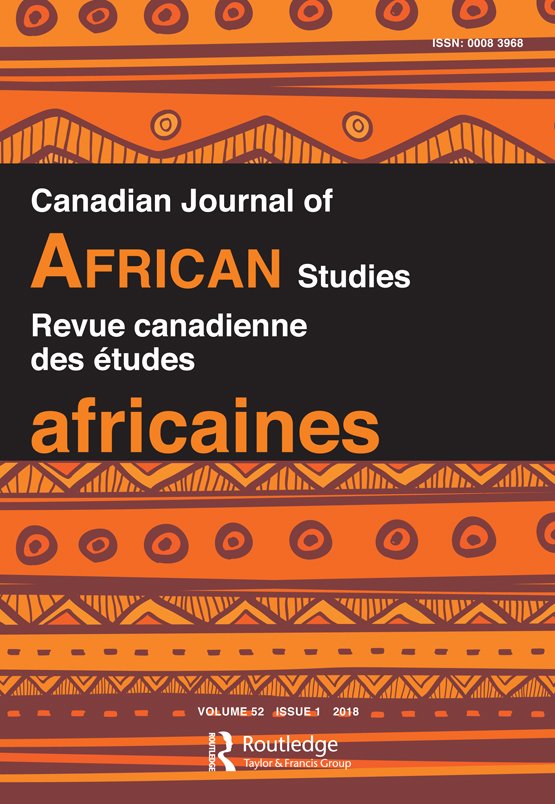 ISSN: 0008 3968
Canadian Journal of
AFRICAN Studies
Revue canadienne
des études
africaines
VOLUME 52 ISSUE 1 2018
ROUTLEDGE
Routledge
Taylor & Francis Group